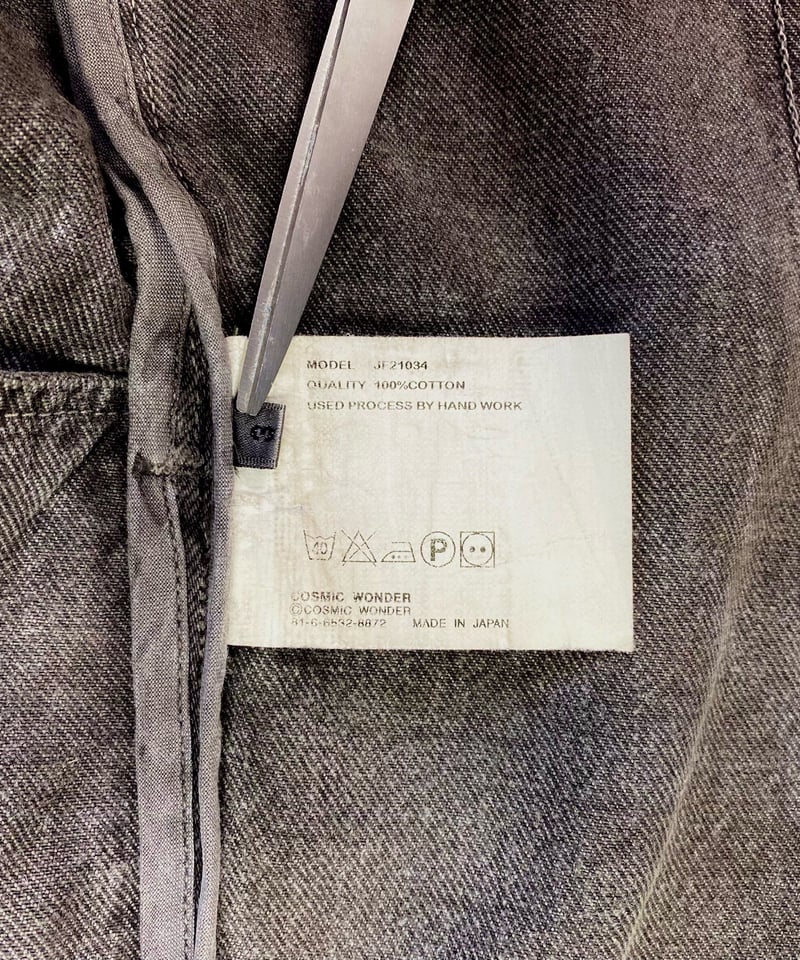 MODEL JF21034
QUALITY 100%COTTON
USED PROCESS BY HAND WORK
40 P
COSMIC WONDER
©COSMIC WONDER
81-6-6532-8872 MADE IN JAPAN